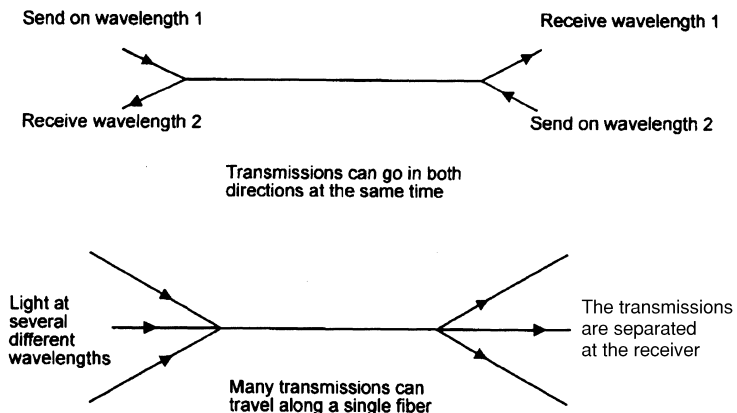 Send on wavelength 1
Receive wavelength 1
Receive wavelength 2
Send on wavelength 2
Transmissions can go in both
directions at the same time
Light at
several
different
wavelengths
The transmissions
are separated
at the receiver
Many transmissions can
travel along a single fiber